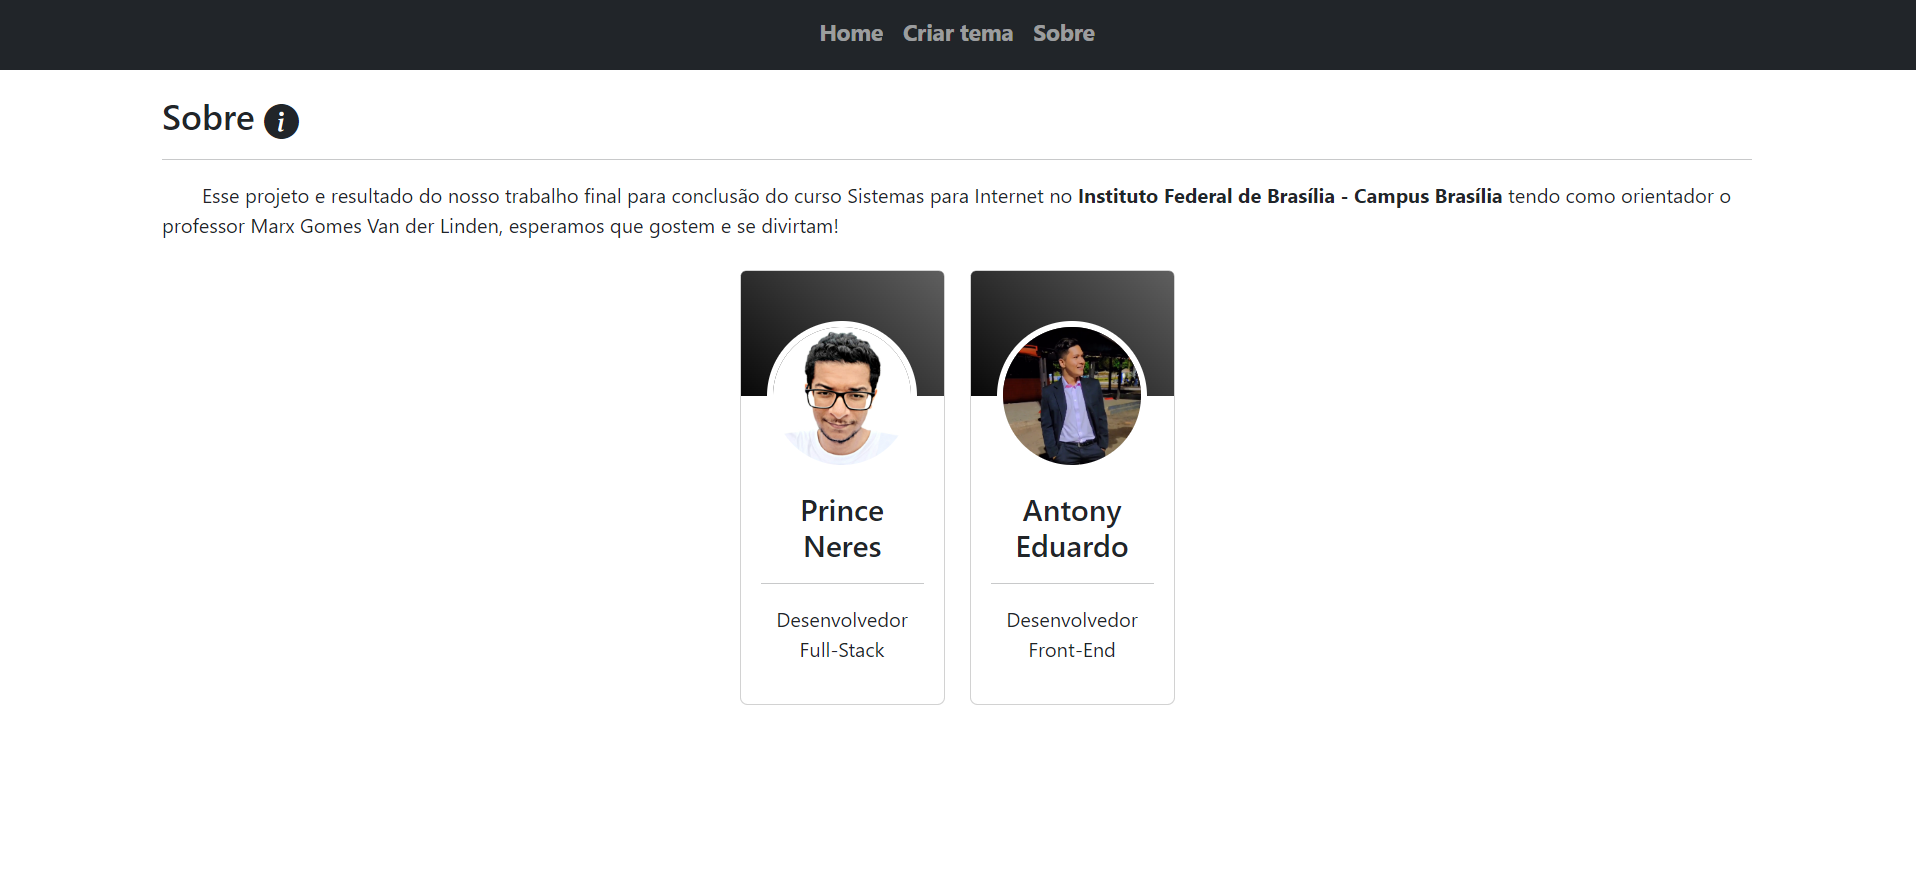 Home Criar tema Sobre
Sobre i
Esse projeto e resultado do nosso trabalho final para conclusão do curso Sistemas para Internet no Instituto Federal de Brasília - Campus Brasília tendo como orientador o
professor Marx Gomes Van der Linden, esperamos que gostem e se divirtam!
Prince
Neres
Desenvolvedor
Full-Stack
Antony
Eduardo
Desenvolvedor
Front-End